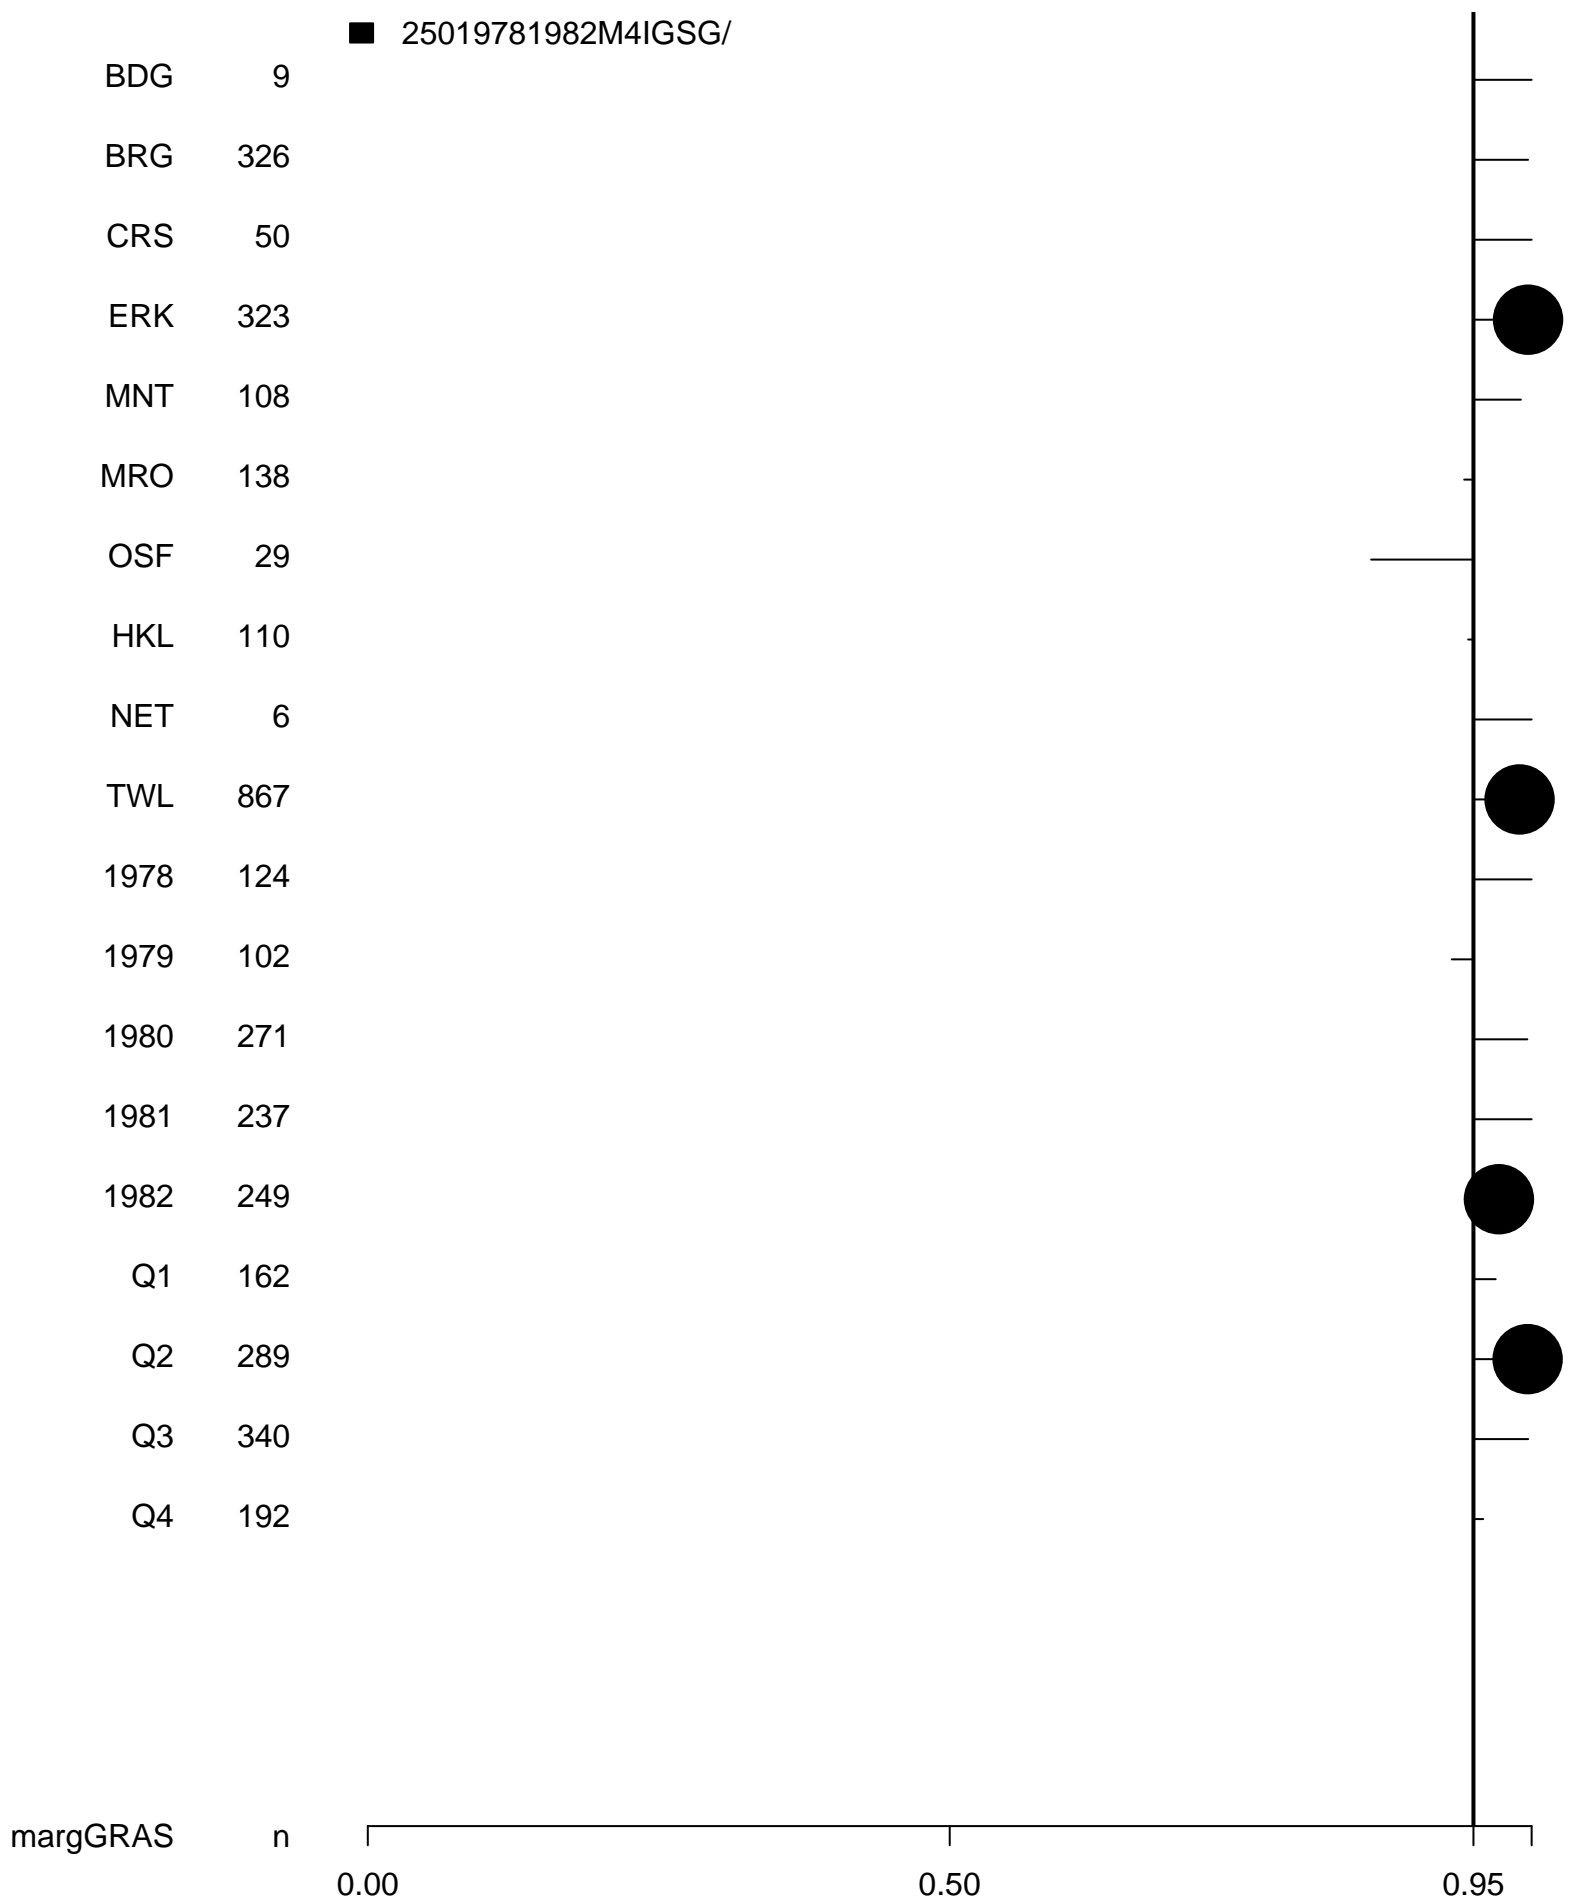 25019781982M4IGSG/
BDG 9
BRG 326
CRS 50
ERK 323
MNT 108
MRO 138
OSF 29
HKL 110
NET 6
TWL 867
1978 124
1979 102
1980 271
1981 237
1982 249
Q1 162
Q2 289
Q3 340
Q4 192
margGRAS n
0.00 0.50 0.95